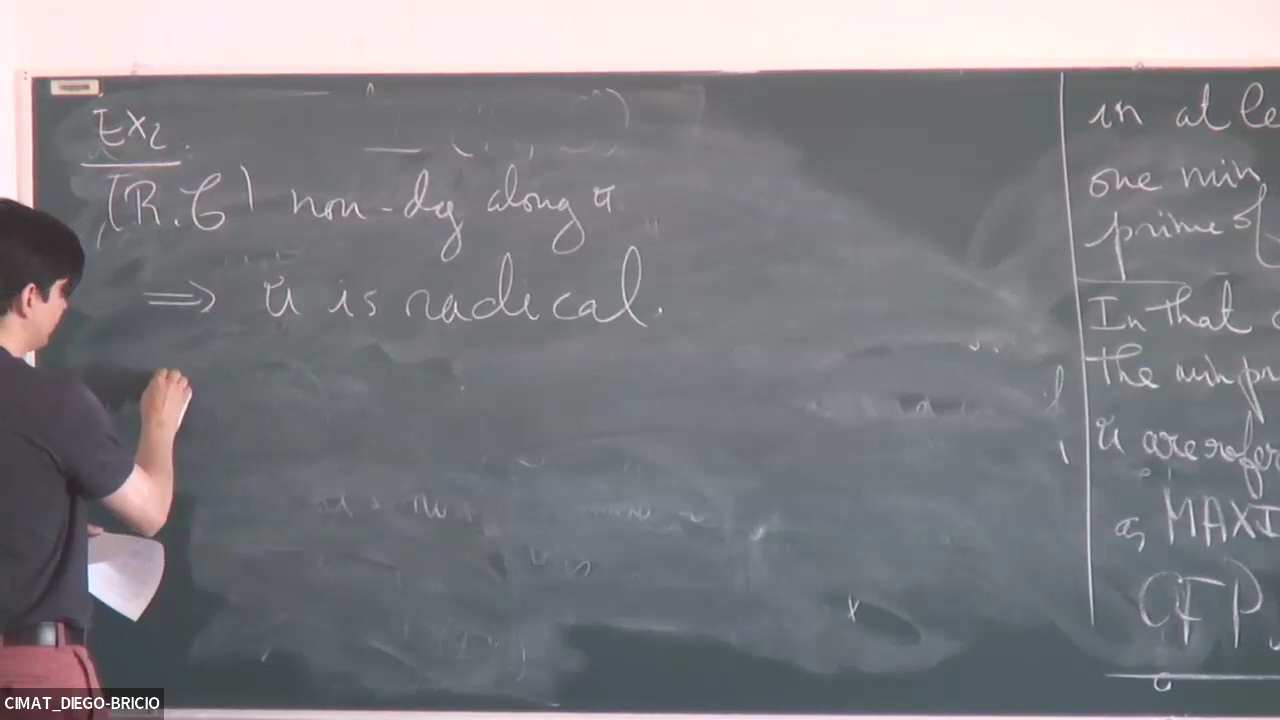 Ex2.
(R, C) non-deg along 𝔞
⟹ 𝔞 is radical.
in at le
one min
prime of
In that
the min pr
𝔞 are refer
as MAXI
CFP
CIMAT_DIEGO-BRICIO